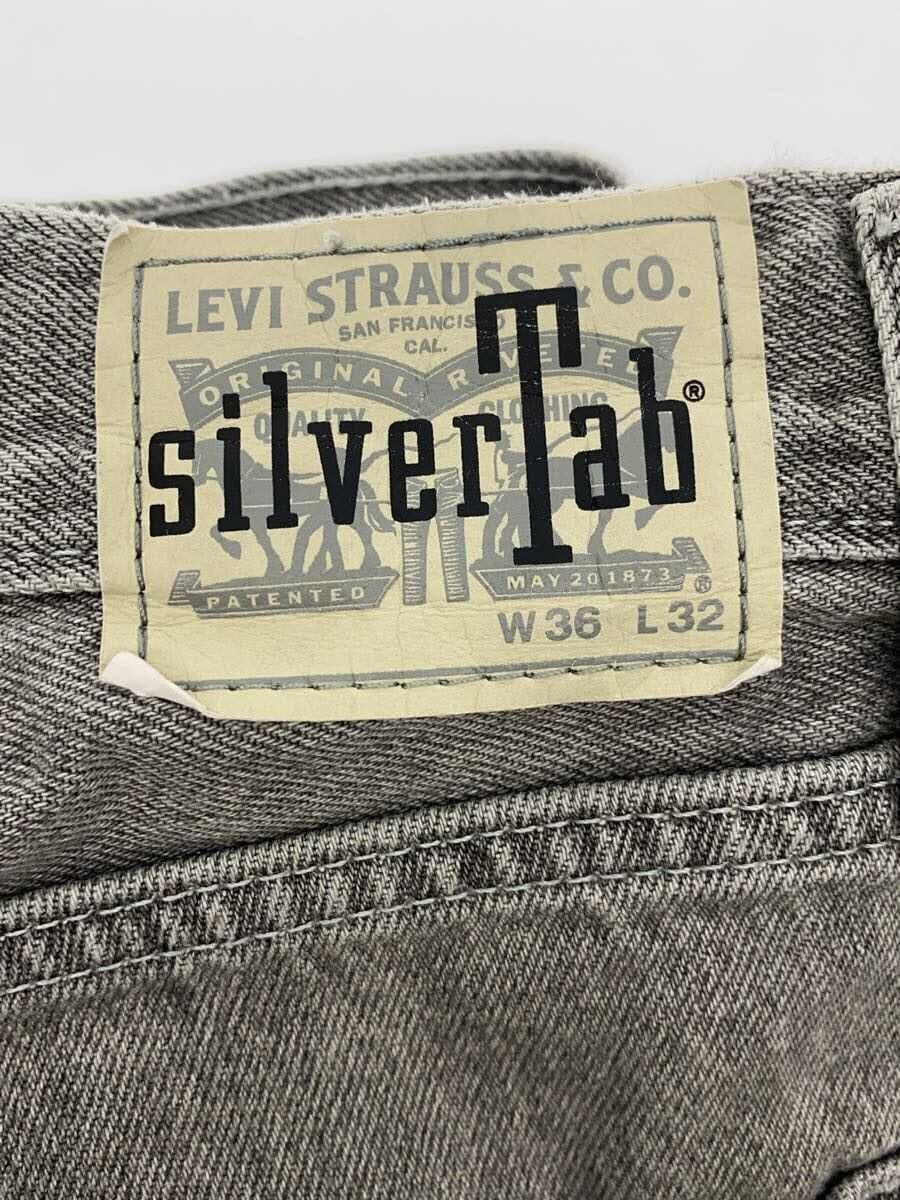 LEVI STRAUSS & CO.
SAN FRANCISCO
CAL.
ORIGINAL RIVETED
QUALITY CLOTHING
silverTab®
PATENTED MAY 20 1873 ®
W36 L32